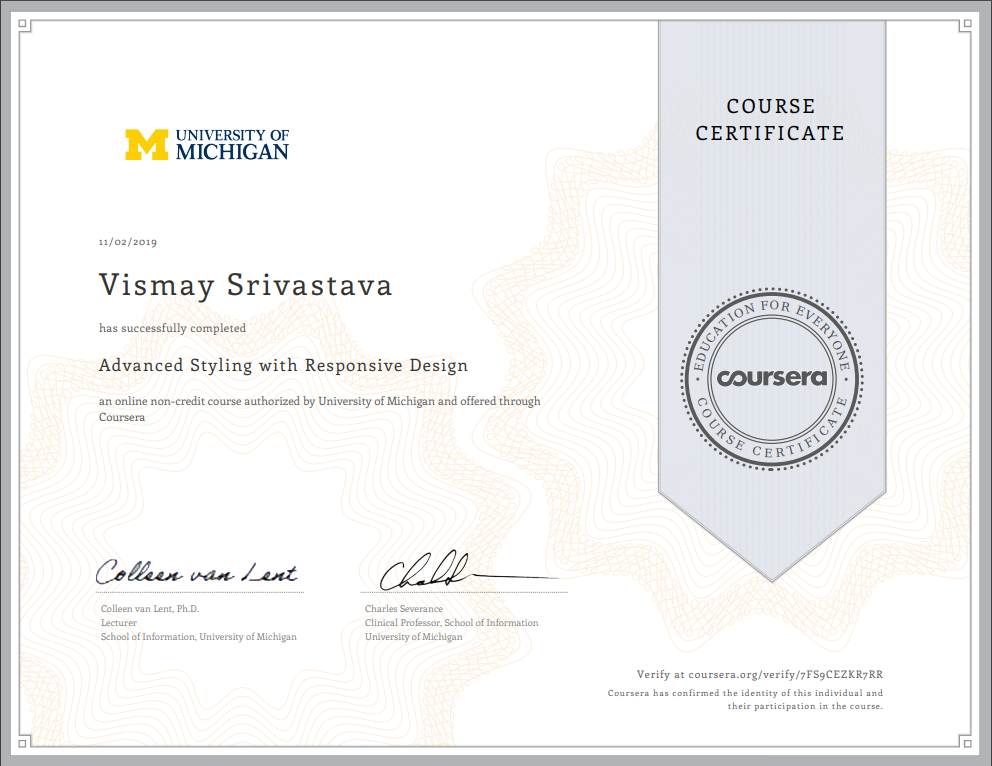 COURSE
CERTIFICATE
UNIVERSITY OF
MICHIGAN
11/02/2019
Vismay Srivastava
has successfully completed
Advanced Styling with Responsive Design
an online non-credit course authorized by University of Michigan and offered through
Coursera
EDUCATION FOR EVERYONE
coursera
COURSE CERTIFICATE
Colleen van Lent
Colleen van Lent, Ph.D.
Lecturer
School of Information, University of Michigan
Charles Severance
Clinical Professor, School of Information
University of Michigan
Verify at coursera.org/verify/7FS9CEZKR7RR
Coursera has confirmed the identity of this individual and
their participation in the course.